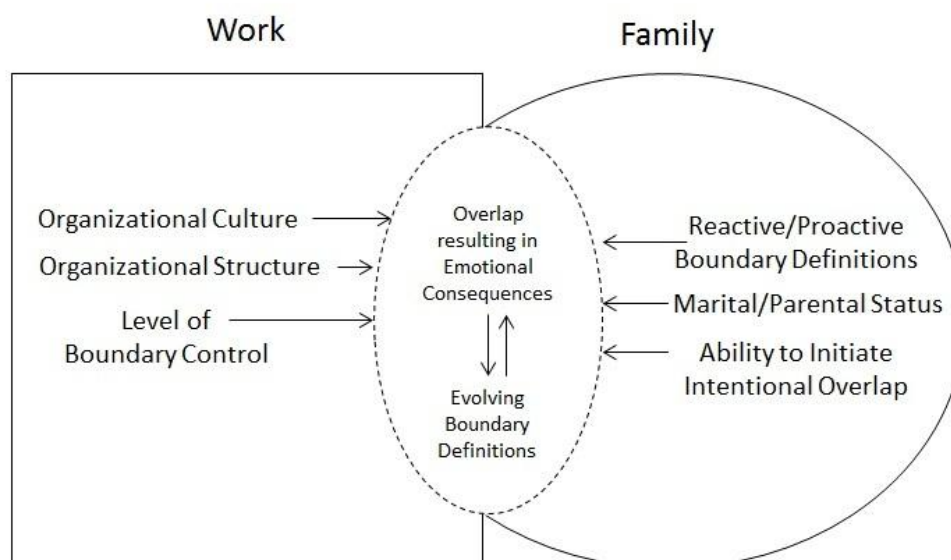 Work
Family
Organizational Culture
Organizational Structure
Level of
Boundary Control
Overlap
resulting in
Emotional
Consequences
Evolving
Boundary
Definitions
Reactive/Proactive
Boundary Definitions
Marital/Parental Status
Ability to Initiate
Intentional Overlap